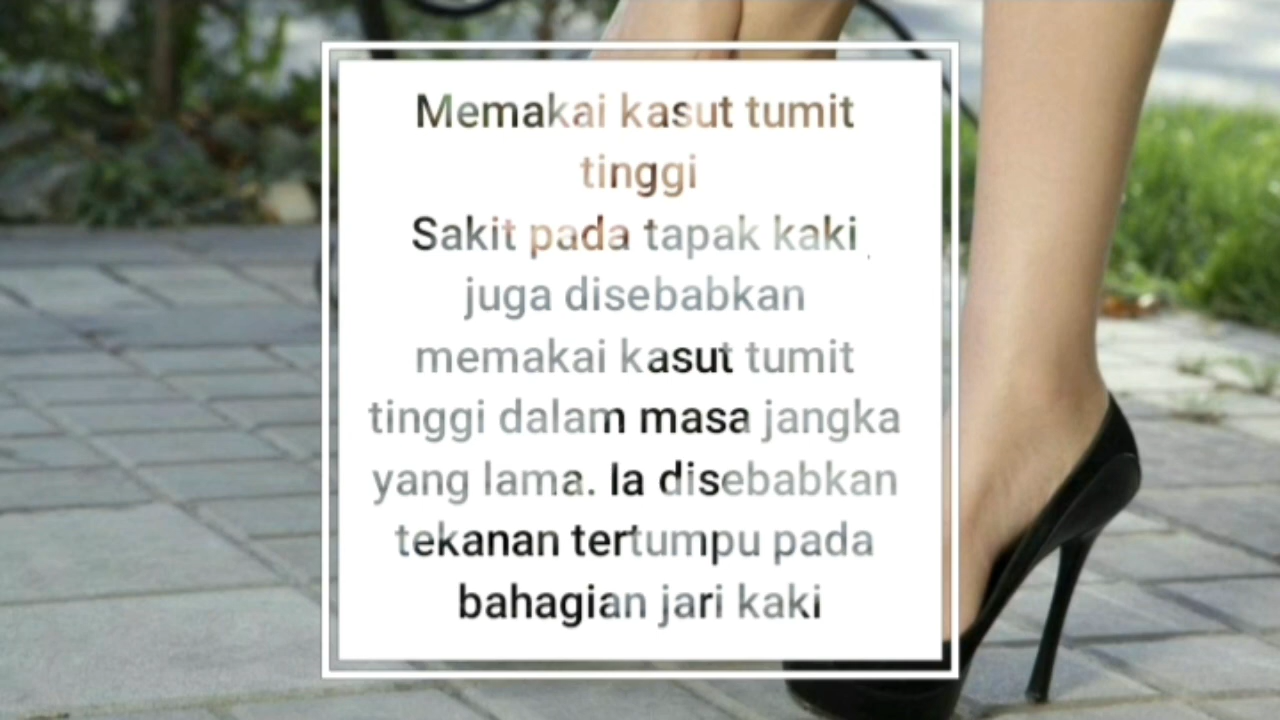 Memakai kasut tumit
tinggi
Sakit pada tapak kaki
juga disebabkan
memakai kasut tumit
tinggi dalam masa jangka
yang lama. Ia disebabkan
tekanan tertumpu pada
bahagian jari kaki